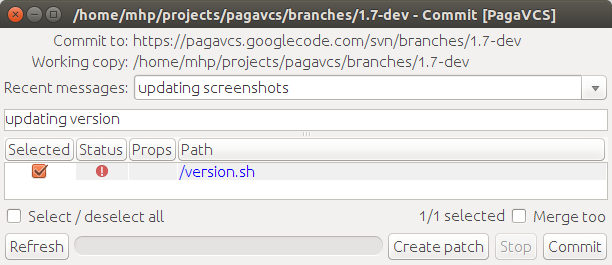 /home/mhp/projects/pagavcs/branches/1.7-dev - Commit [PagaVCS]
Commit to: https://pagavcs.googlecode.com/svn/branches/1.7-dev
Working copy: /home/mhp/projects/pagavcs/branches/1.7-dev
Recent messages: updating screenshots
updating version
Selected Status Props Path
/version.sh
Select / deselect all 1/1 selected Merge too
Refresh Create patch Stop Commit